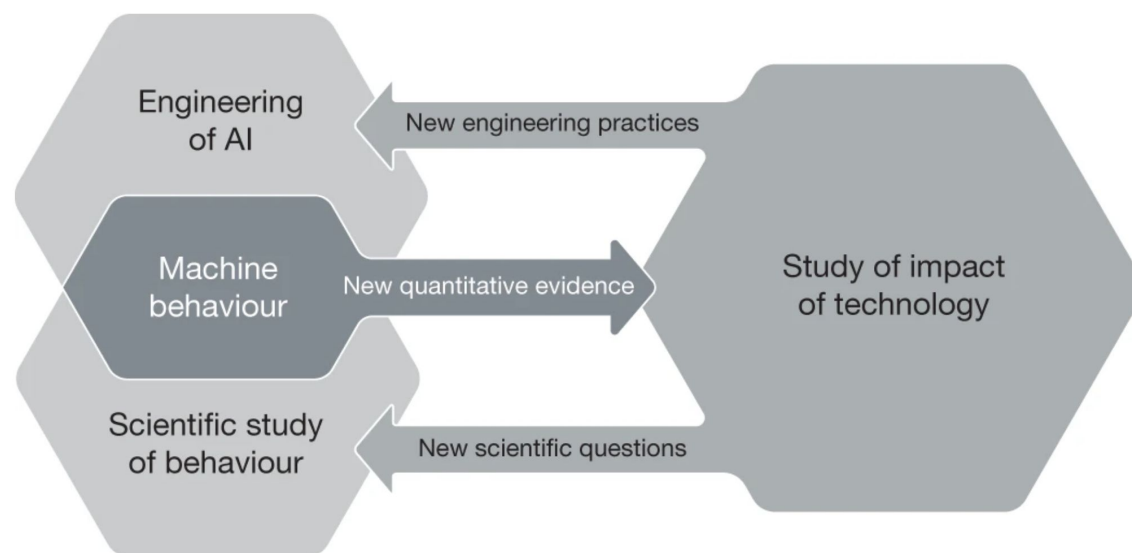 Engineering
of AI
New engineering practices
Machine
behaviour
New quantitative evidence
Study of impact
of technology
Scientific study
of behaviour
New scientific questions